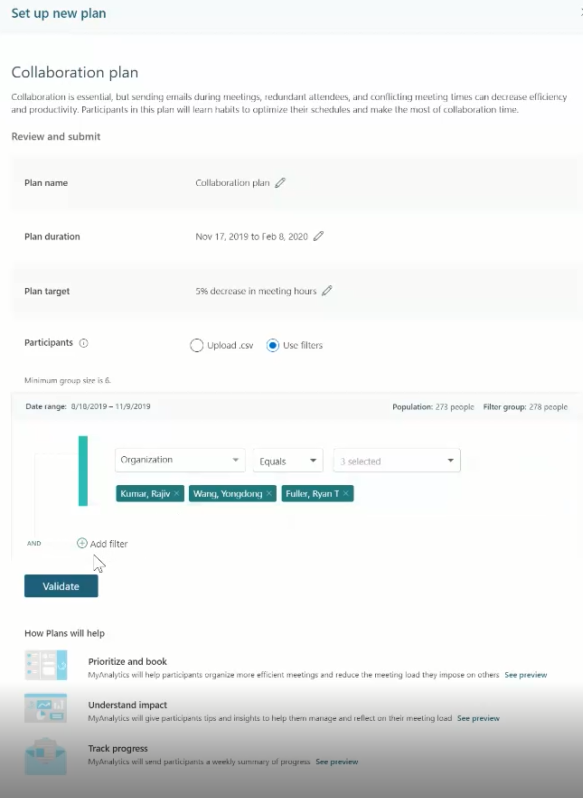 Set up new plan
Collaboration plan
Collaboration is essential, but sending emails during meetings, redundant attendees, and conflicting meeting times can decrease efficiency
and productivity. Participants in this plan will learn habits to optimize their schedules and make the most of collaboration time.
Review and submit
Plan name Collaboration plan
Plan duration Nov 17, 2019 to Feb 8, 2020
Plan target 5% decrease in meeting hours
Participants Upload .csv Use filters
Minimum group size is 6.
Date range: 8/18/2019 – 11/9/2019 Population: 273 people Filter group: 278 people
Organization Equals 3 selected
Kumar, Rajiv × Wang, Yongdong × Fuller, Ryan T ×
AND Add filter
Validate
How Plans will help
Prioritize and book
MyAnalytics will help participants organize more efficient meetings and reduce the meeting load they impose on others See preview
Understand impact
MyAnalytics will give participants tips and insights to help them manage and reflect on their meeting load See preview
Track progress
MyAnalytics will send participants a weekly summary of progress See preview